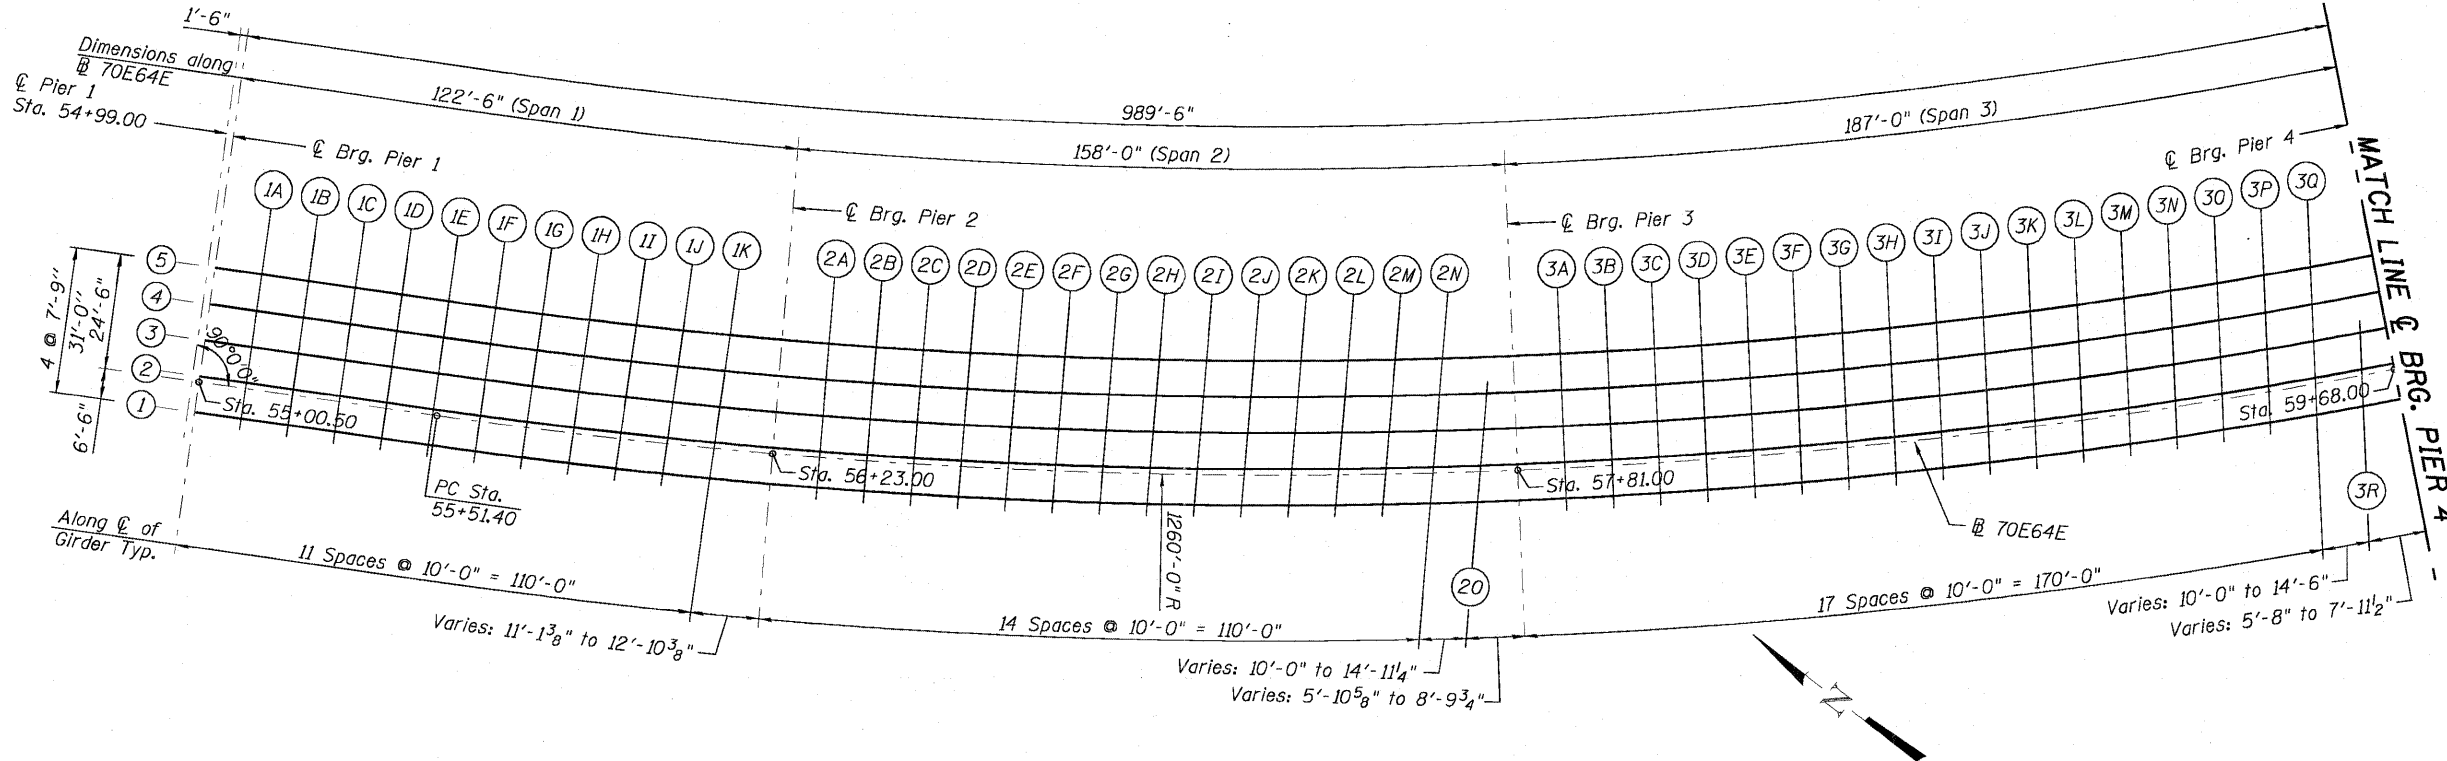 1'-6"
Dimensions along
℄ 70E64E
℄ Pier 1
Sta. 54+99.00
122'-6" (Span 1)
989'-6"
158'-0" (Span 2)
187'-0" (Span 3)
℄ Brg. Pier 1
℄ Brg. Pier 2
℄ Brg. Pier 3
℄ Brg. Pier 4
1A 1B 1C 1D 1E 1F 1G 1H 1I 1J 1K
2A 2B 2C 2D 2E 2F 2G 2H 2I 2J 2K 2L 2M 2N
3A 3B 3C 3D 3E 3F 3G 3H 3I 3J 3K 3L 3M 3N 3O 3P 3Q
MATCH LINE ℄ BRG. PIER 4
5
4
3
2
1
4 @ 7'-9"
31'-0"
24'-6"
6'-6"
90°0'0"
Sta. 55+00.50
PC Sta.
55+51.40
Sta. 56+23.00
1260'-0" R
Sta. 57+81.00
Sta. 59+68.00
℄ 70E64E
2O
3R
Along ℄ of
Girder Typ.
11 Spaces @ 10'-0" = 110'-0"
Varies: 11'-1 3/8" to 12'-10 3/8"
14 Spaces @ 10'-0" = 110'-0"
Varies: 10'-0" to 14'-11 1/4"
Varies: 5'-10 5/8" to 8'-9 3/4"
17 Spaces @ 10'-0" = 170'-0"
Varies: 10'-0" to 14'-6"
Varies: 5'-8" to 7'-11 1/2"
N